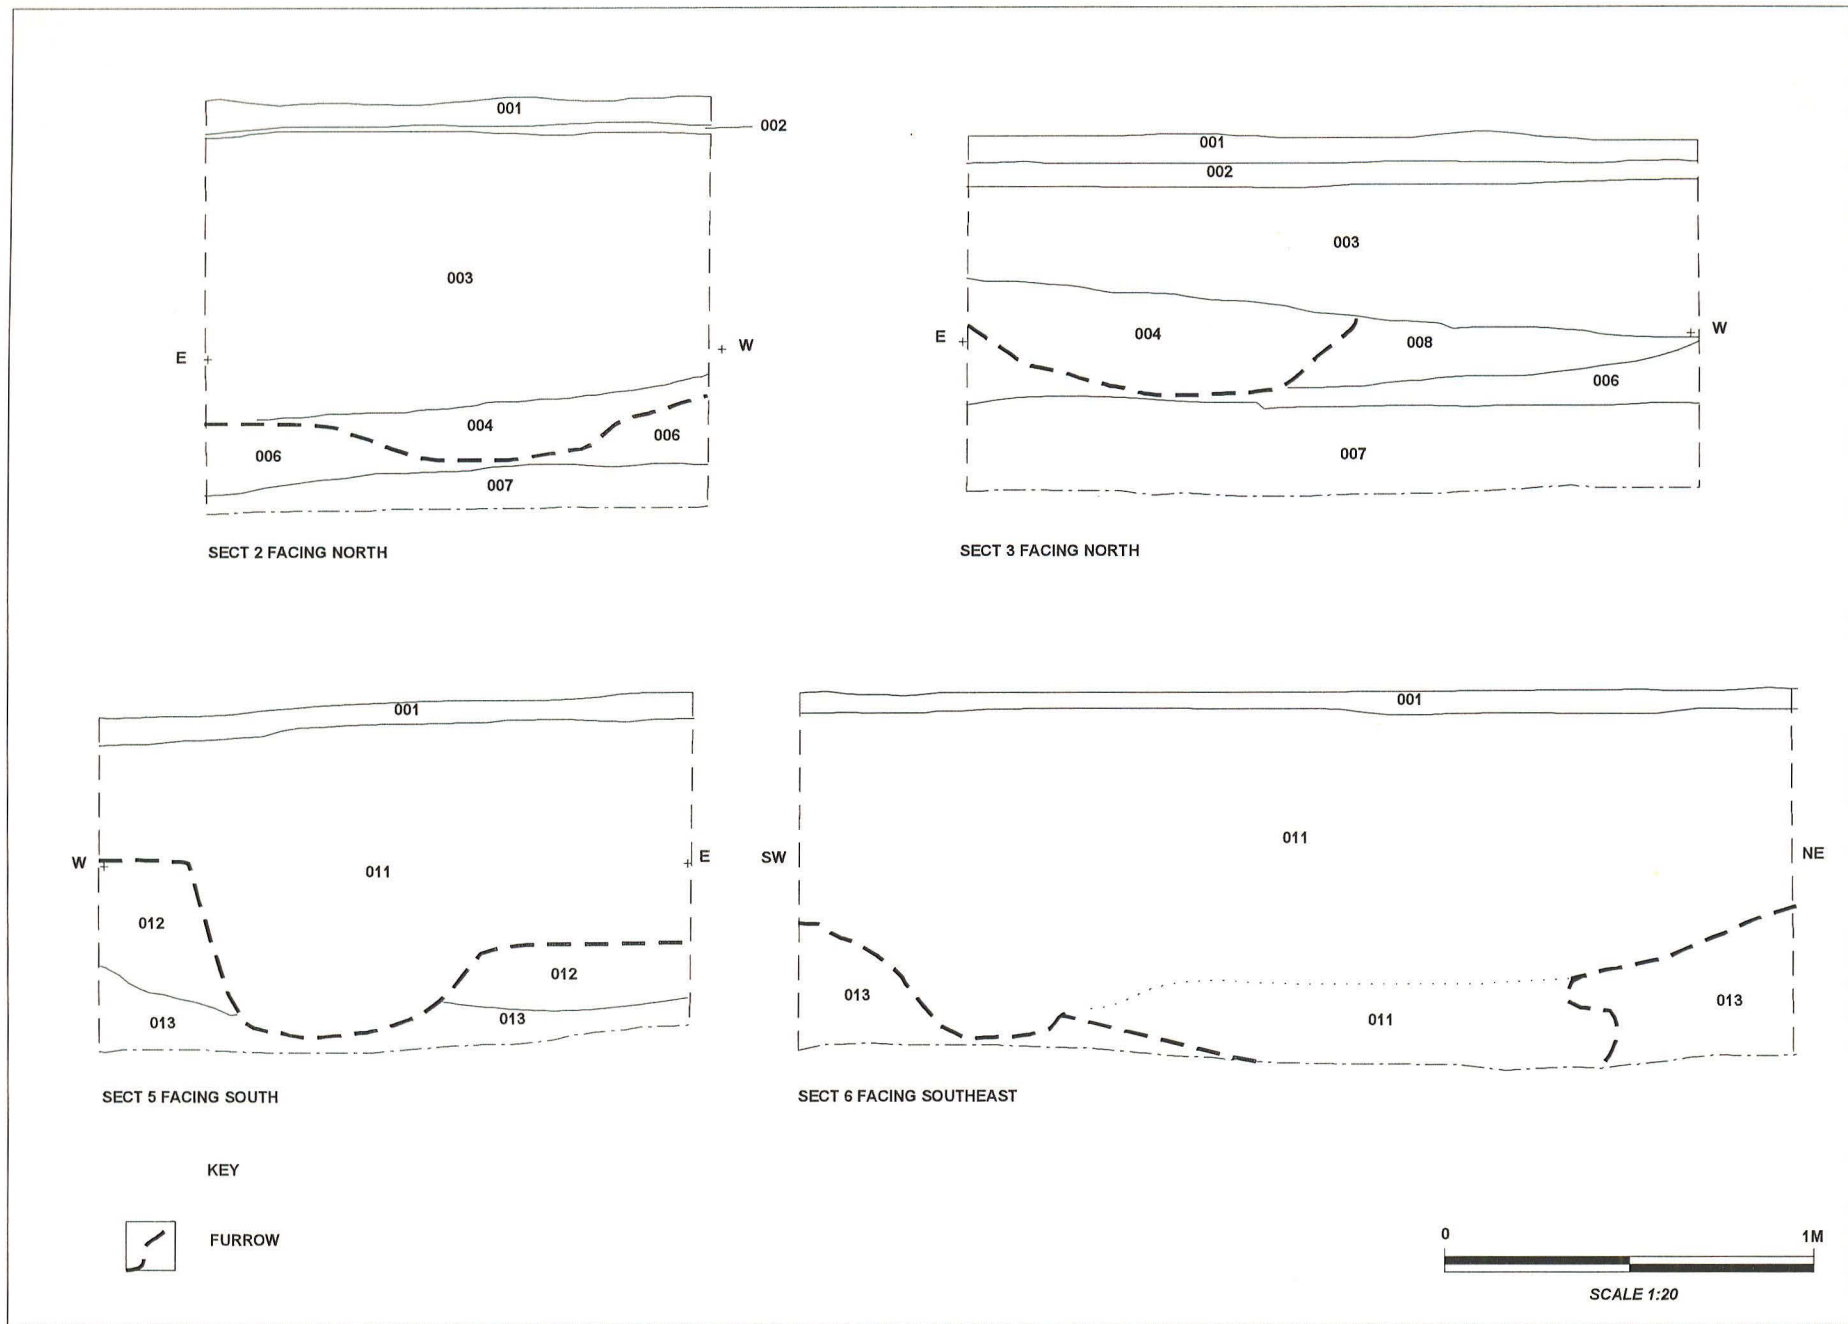 001
002
003
E
W
004
006
006
007
SECT 2 FACING NORTH
001
002
003
E
W
004
008
006
007
SECT 3 FACING NORTH
001
W
E
011
012
012
013
013
SECT 5 FACING SOUTH
001
SW
NE
011
013
011
013
SECT 6 FACING SOUTHEAST
KEY
FURROW
0 1M
SCALE 1:20